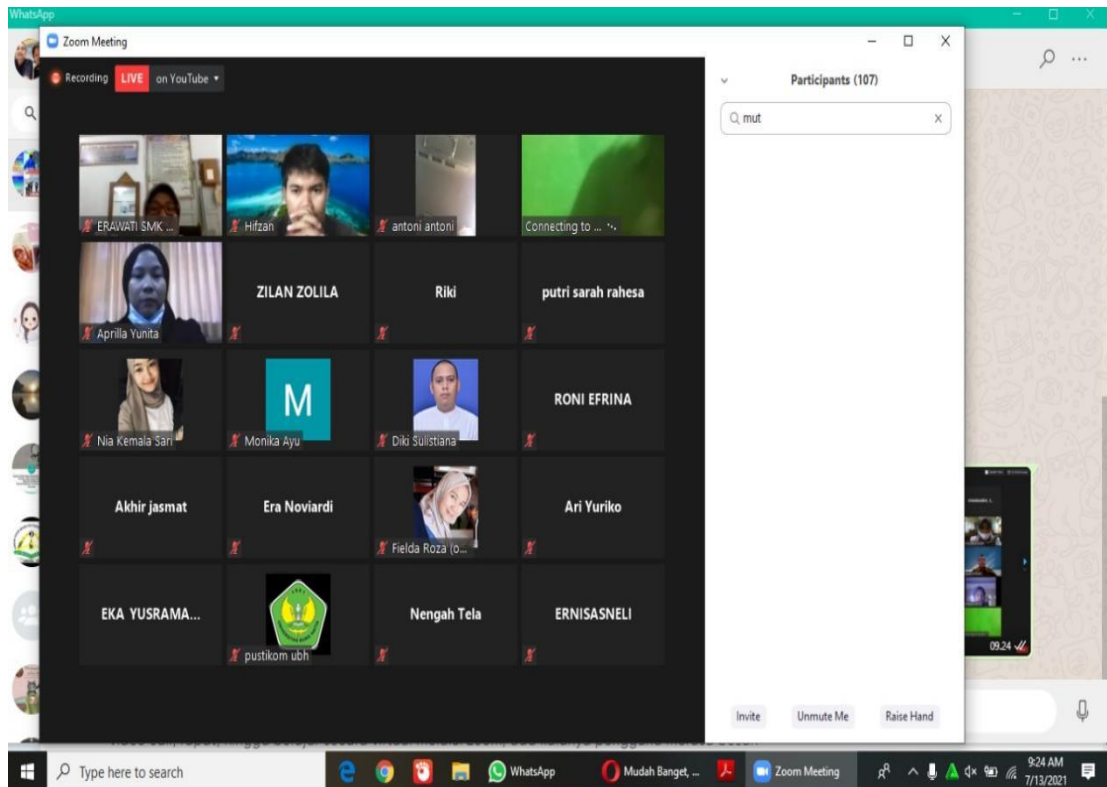 WhatsApp
Zoom Meeting
Recording LIVE on YouTube
Participants (107)
mut
ERAWATI SMK ...
Hifzan
antoni antoni
Connecting to ...
Aprilla Yunita
ZILAN ZOLILA
Riki
putri sarah rahesa
Nia Kemala Sari
M
Monika Ayu
Diki Sulistiana
RONI EFRINA
Akhir jasmat
Era Noviardi
Fielda Roza (o...
Ari Yuriko
EKA YUSRAMA...
pustikom ubh
Nengah Tela
ERNISASNELI
09.24
Invite Unmute Me Raise Hand
Type here to search
WhatsApp
Mudah Banget, ...
Zoom Meeting
9:24 AM
7/13/2021